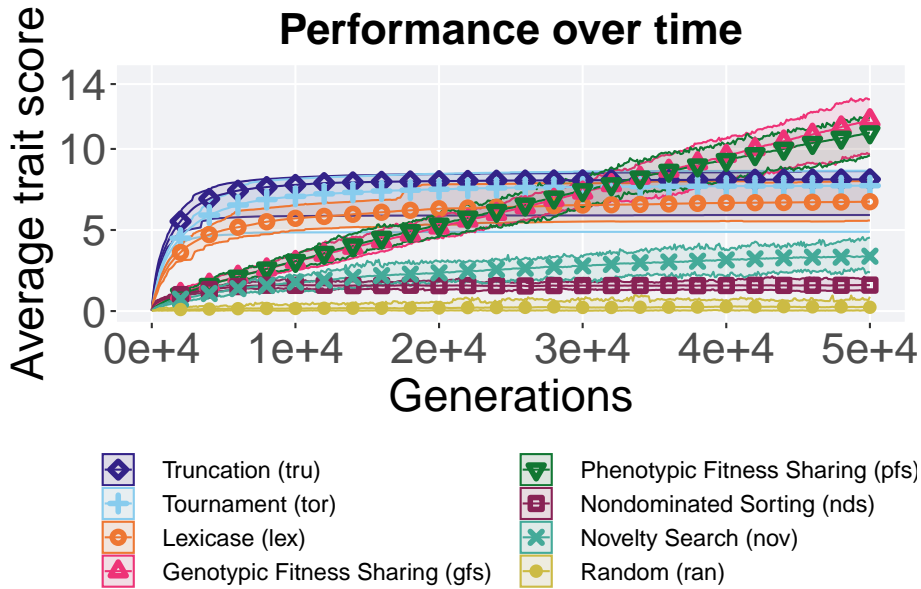 Performance over time
Average trait score
14
10
5
0
0e+4 1e+4 2e+4 3e+4 4e+4 5e+4
Generations
Truncation (tru)
Tournament (tor)
Lexicase (lex)
Genotypic Fitness Sharing (gfs)
Phenotypic Fitness Sharing (pfs)
Nondominated Sorting (nds)
Novelty Search (nov)
Random (ran)